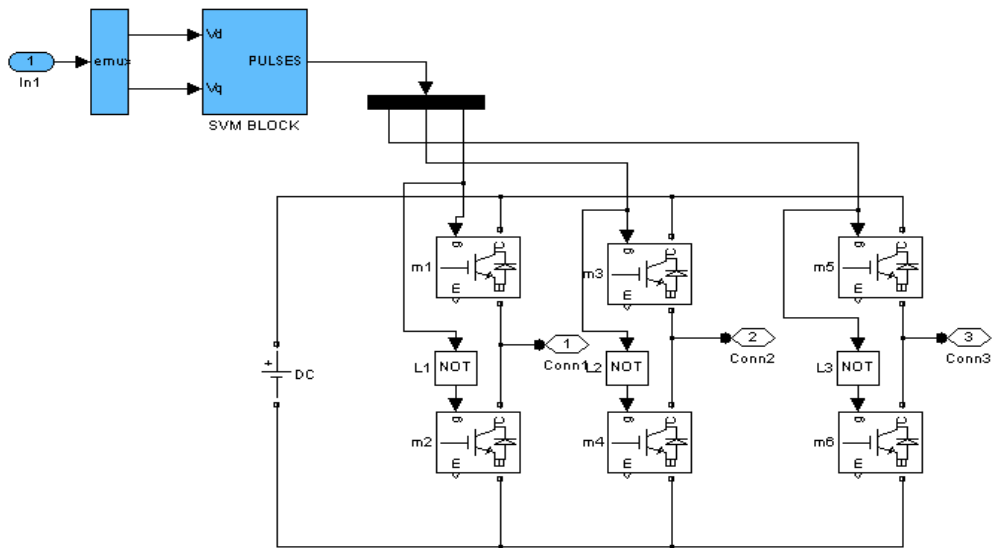 1
In1
emux
Vd
Vq
PULSES
SVM BLOCK
g
C
m1
E
m
g
C
m3
E
m
g
C
m5
E
m
+
DC
L1
NOT
1
Conn1
L2
NOT
2
Conn2
L3
NOT
3
Conn3
g
C
m2
E
m
g
C
m4
E
m
g
C
m6
E
m